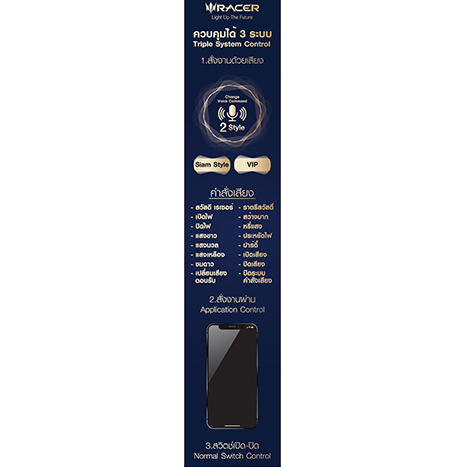 RACER
Light Up The Future
ควบคุมได้ 3 ระบบ
Triple System Control
1.สั่งงานด้วยเสียง
Change
Voice Command
2 Style
Siam Style
VIP
คำสั่งเสียง
- สวัสดี เรเซอร์
- เปิดไฟ
- ปิดไฟ
- แสงขาว
- แสงนวล
- แสงเหลือง
- ชมดาว
- เปลี่ยนเสียง
ตอบรับ
- ราตรีสวัสดิ์
- สว่างมาก
- หรี่แสง
- ประหยัดไฟ
- ปาร์ตี้
- เปิดเสียง
- ปิดเสียง
- ปิดระบบ
คำสั่งเสียง
2.สั่งงานผ่าน
Application Control
3.สวิตช์เปิด-ปิด
Normal Switch Control